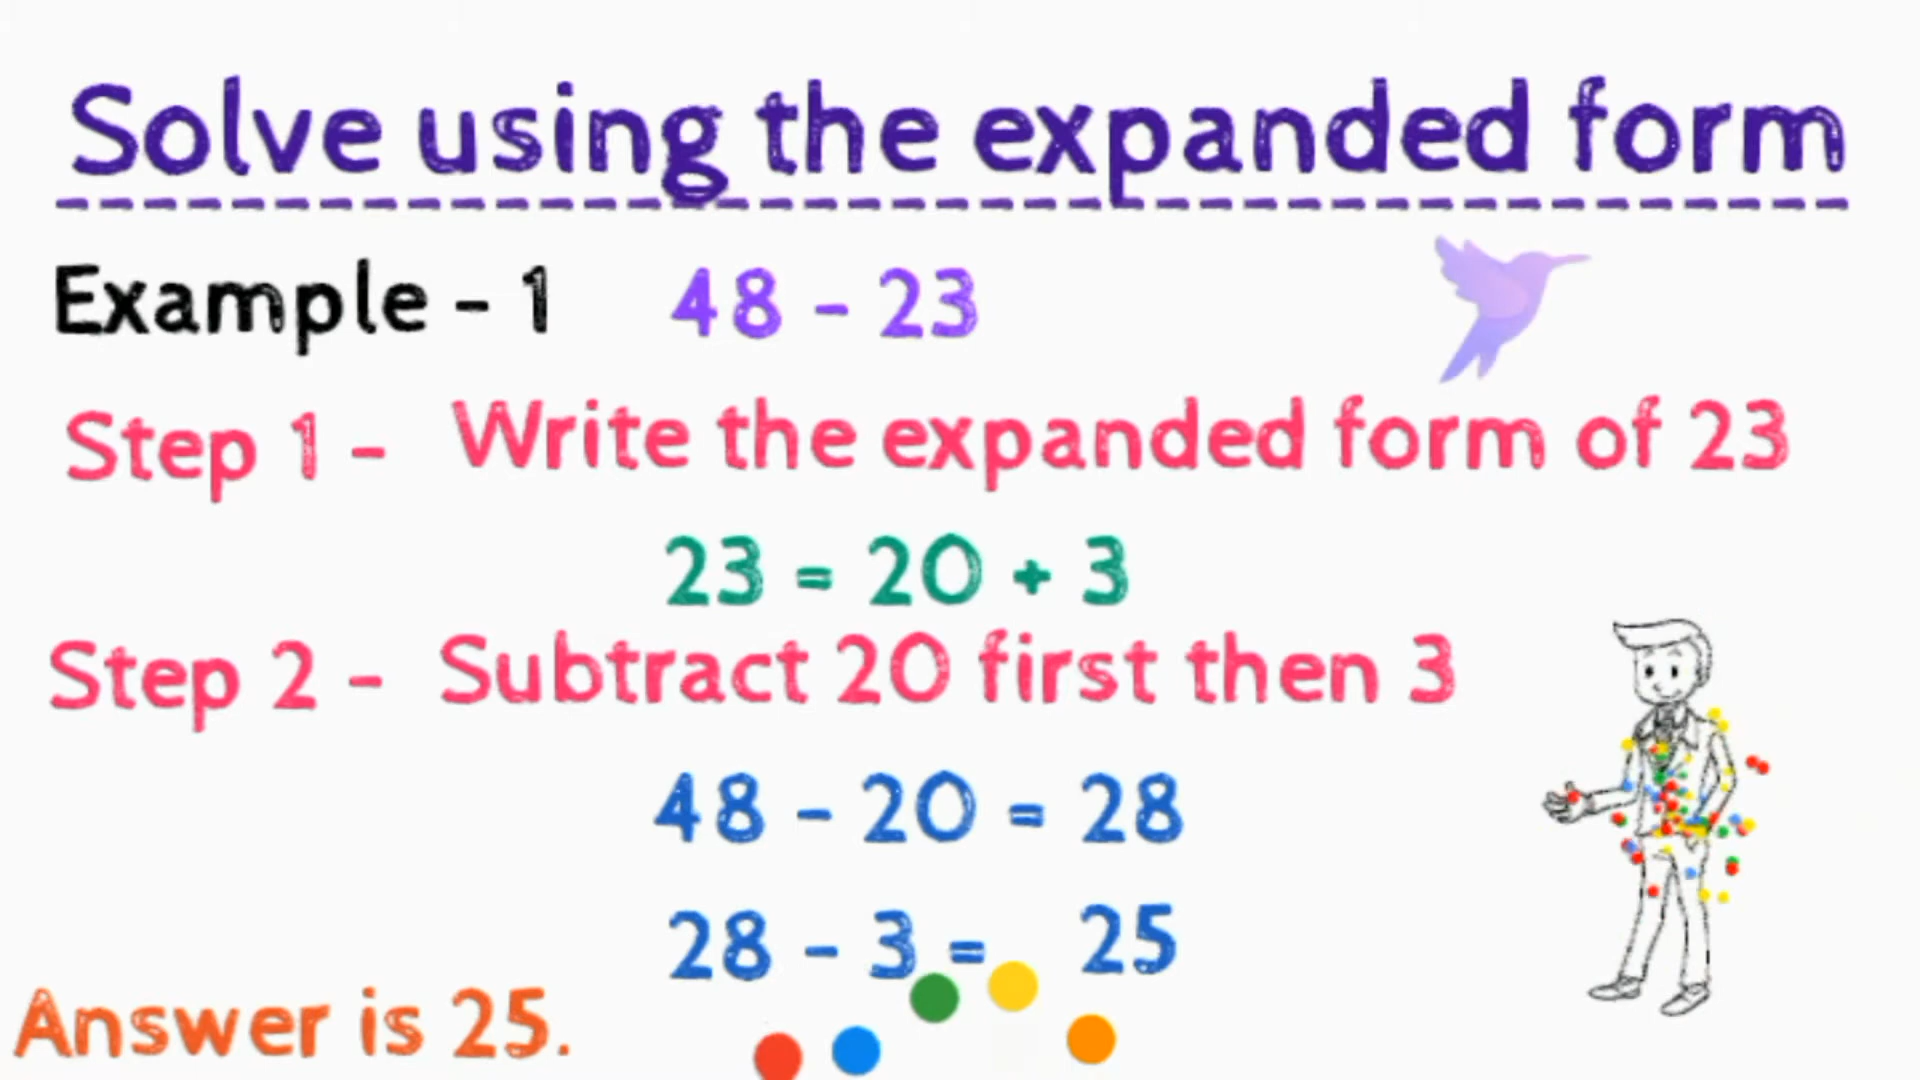 Solve using the expanded form
Example - 1 48 - 23
Step 1 - Write the expanded form of 23
23 = 20 + 3
Step 2 - Subtract 20 first then 3
48 - 20 = 28
28 - 3 = 25
Answer is 25.